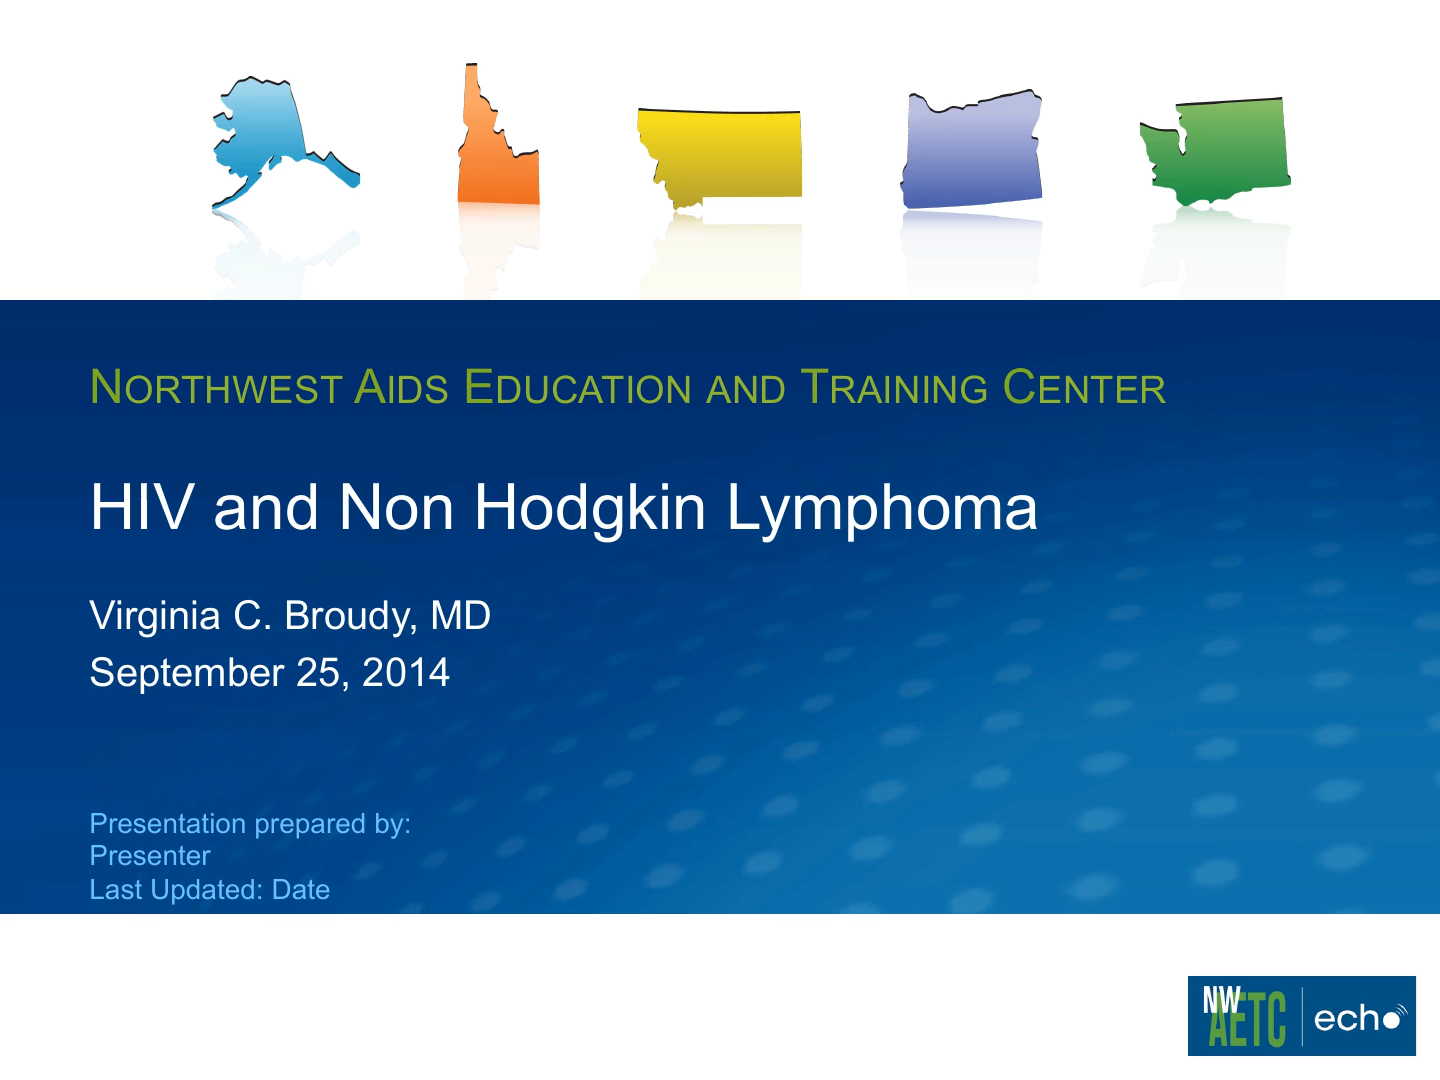 NORTHWEST AIDS EDUCATION AND TRAINING CENTER
HIV and Non Hodgkin Lymphoma
Virginia C. Broudy, MD
September 25, 2014
Presentation prepared by:
Presenter
Last Updated: Date
NW
AETC
echo